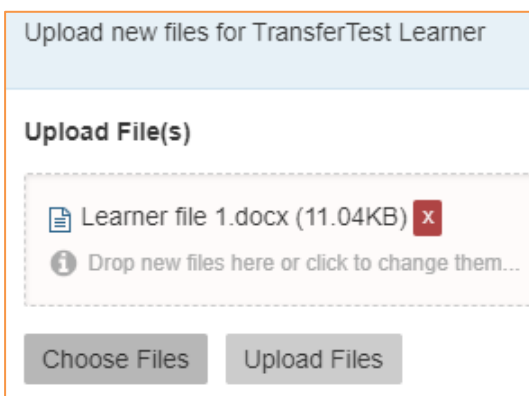 Upload new files for TransferTest Learner
Upload File(s)
Learner file 1.docx (11.04KB) x
Drop new files here or click to change them...
Choose Files Upload Files